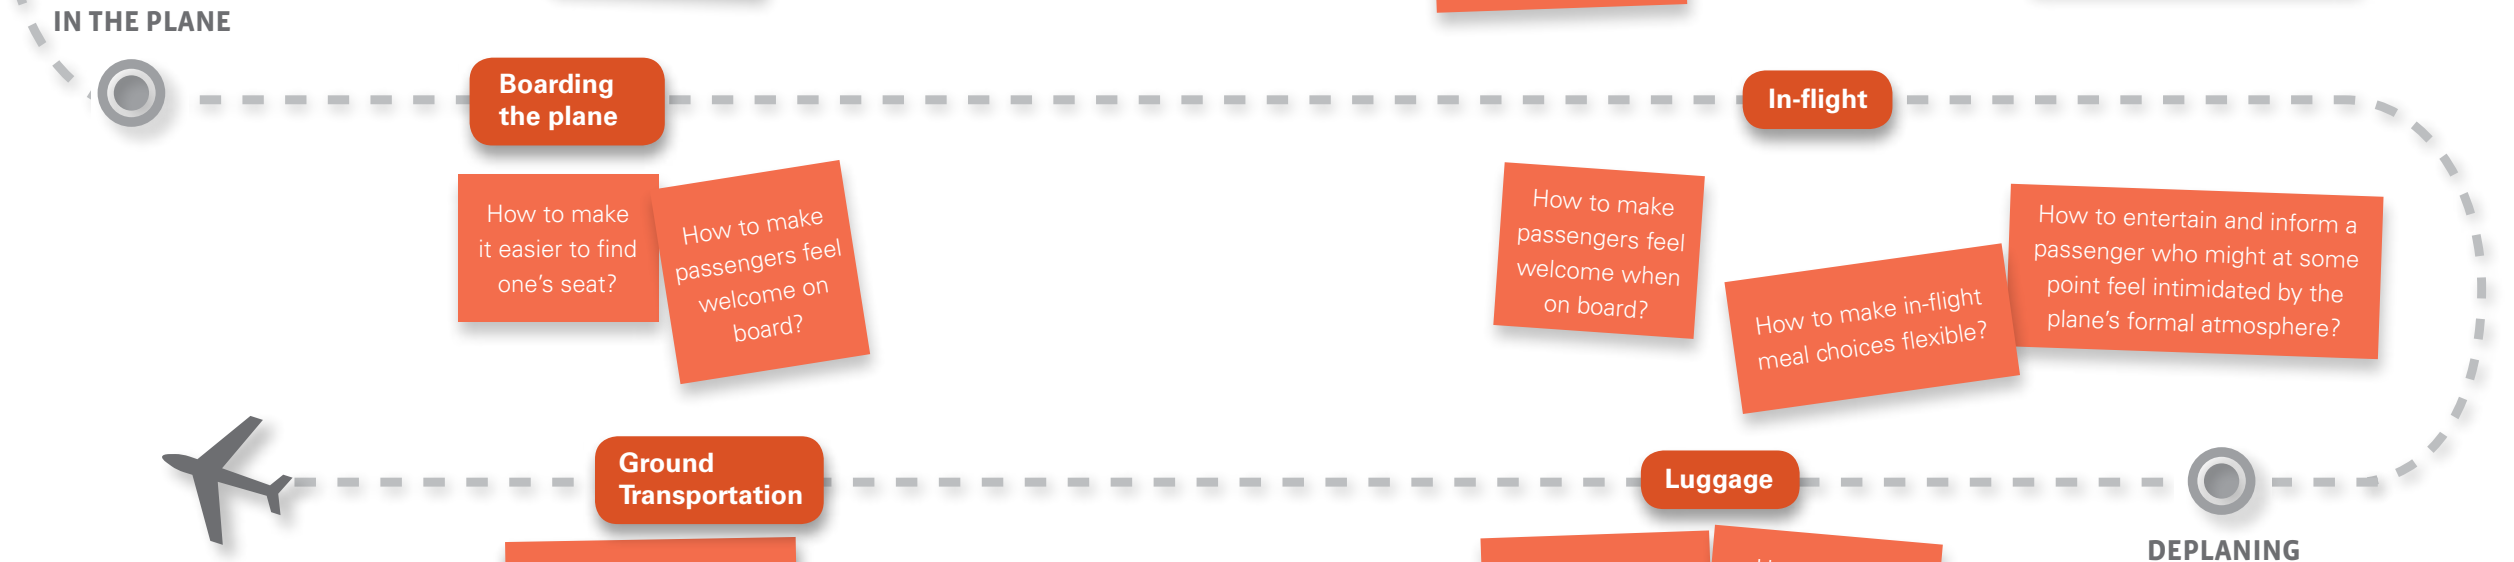 IN THE PLANE
Boarding
the plane
In-flight
How to make
it easier to find
one's seat?
How to make
passengers feel
welcome on
board?
How to make
passengers feel
welcome when
on board?
How to make in-flight
meal choices flexible?
How to entertain and inform a
passenger who might at some
point feel intimidated by the
plane's formal atmosphere?
Ground
Transportation
Luggage
DEPLANING